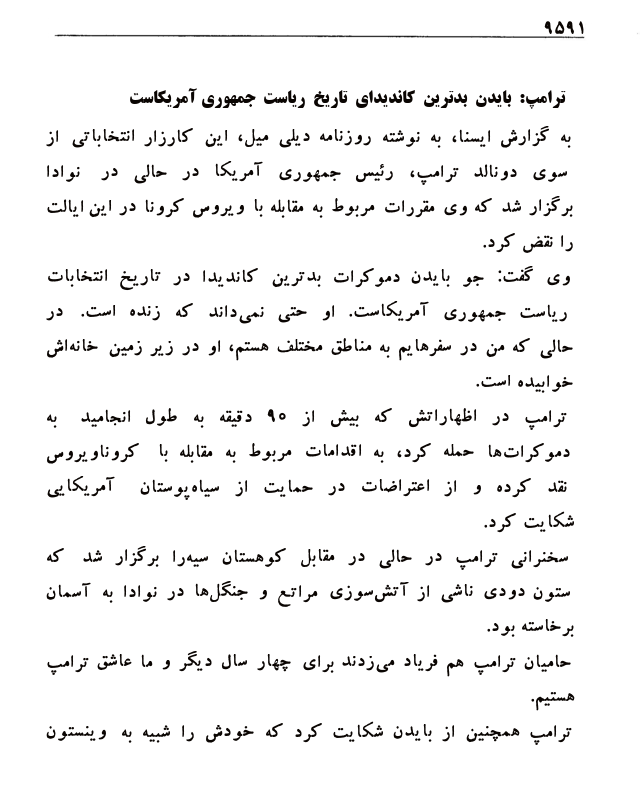 ۹۵۹۱
ترامپ: بایدن بدترین کاندیدای تاریخ ریاست جمهوری آمریکاست
به گزارش ایسنا، به نوشته روزنامه دیلی میل، این کارزار انتخاباتی از
سوی دونالد ترامپ، رئیس جمهوری آمریکا در حالی در نوادا
برگزار شد که وی مقررات مربوط به مقابله با ویروس کرونا در این ایالت
را نقض کرد.
وی گفت: جو بایدن دموکرات بدترین کاندیدا در تاریخ انتخابات
ریاست جمهوری آمریکاست. او حتی نمی‌داند که زنده است. در
حالی که من در سفرهایم به مناطق مختلف هستم، او در زیر زمین خانه‌اش
خوابیده است.
ترامپ در اظهاراتش که بیش از ۹۰ دقیقه به طول انجامید به
دموکرات‌ها حمله کرد، به اقدامات مربوط به مقابله با کروناویروس
نقد کرده و از اعتراضات در حمایت از سیاه‌پوستان آمریکایی
شکایت کرد.
سخنرانی ترامپ در حالی در مقابل کوهستان سیه‌را برگزار شد که
ستون دودی ناشی از آتش‌سوزی مراتع و جنگل‌ها در نوادا به آسمان
برخاسته بود.
حامیان ترامپ هم فریاد می‌زدند برای چهار سال دیگر و ما عاشق ترامپ
هستیم.
ترامپ همچنین از بایدن شکایت کرد که خودش را شبیه به وینستون